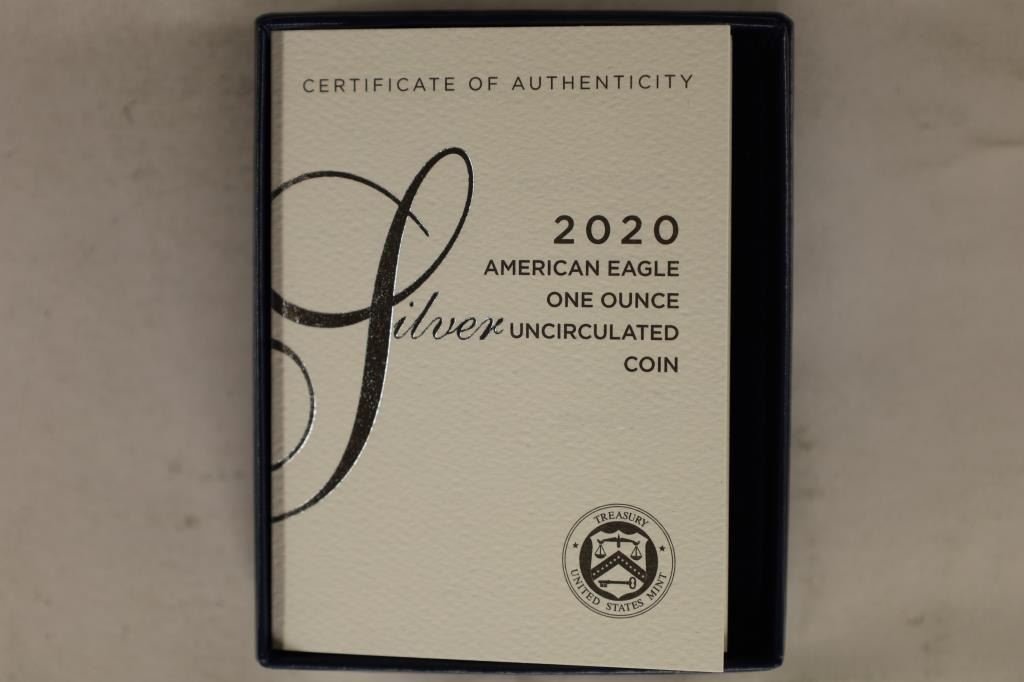 CERTIFICATE OF AUTHENTICITY
2020
AMERICAN EAGLE
ONE OUNCE
Silver UNCIRCULATED
COIN
TREASURY
UNITED STATES MINT